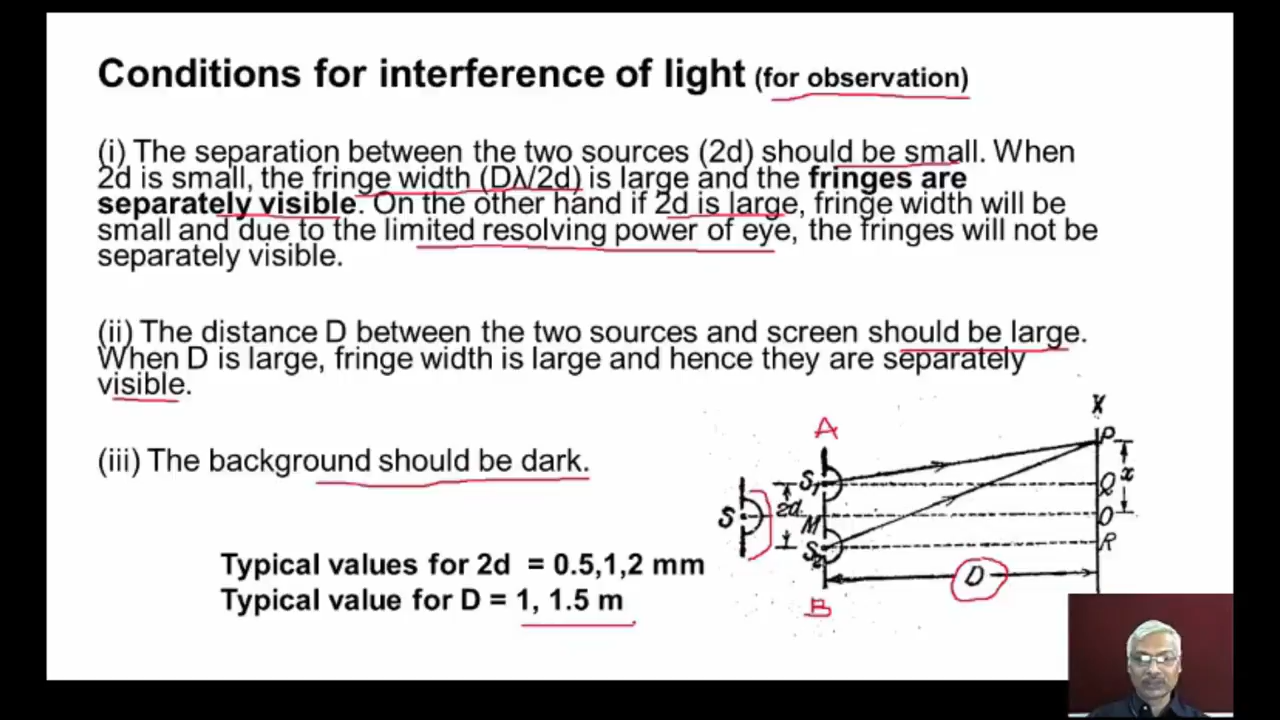 Conditions for interference of light (for observation)
(i) The separation between the two sources (2d) should be small. When
2d is small, the fringe width (Dλ/2d) is large and the fringes are
separately visible. On the other hand if 2d is large, fringe width will be
small and due to the limited resolving power of eye, the fringes will not be
separately visible.
(ii) The distance D between the two sources and screen should be large.
When D is large, fringe width is large and hence they are separately
visible.
(iii) The background should be dark.
Typical values for 2d = 0.5,1,2 mm
Typical value for D = 1, 1.5 m
A
X
P
S₁
Q
x
S
2d
M
O
S₂
R
D
B